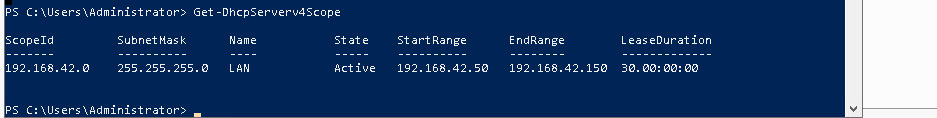 PS C:\Users\Administrator> Get-DhcpServerv4Scope
ScopeId SubnetMask Name State StartRange EndRange LeaseDuration
------- ---------- ---- ----- ---------- -------- -------------
192.168.42.0 255.255.255.0 LAN Active 192.168.42.50 192.168.42.150 30.00:00:00
PS C:\Users\Administrator>